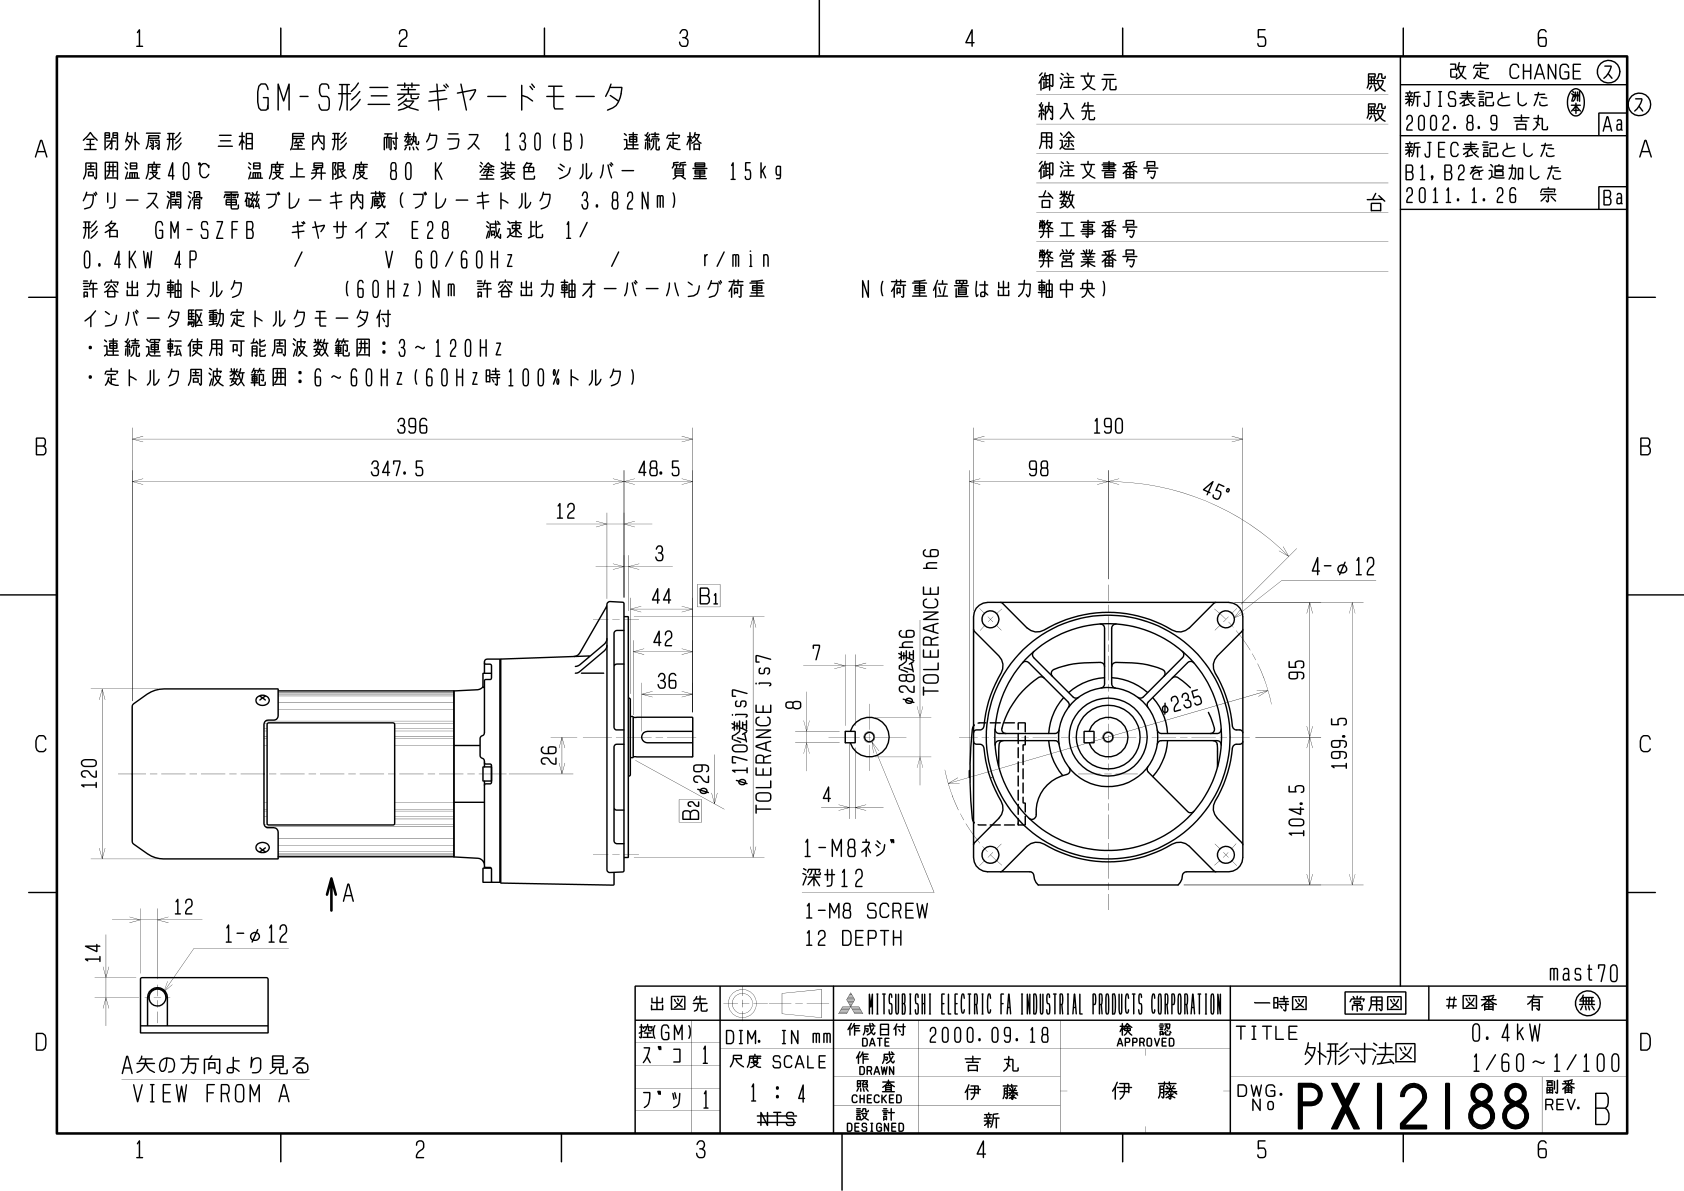 1 2 3 4 5 6
GM-S形三菱ギヤードモータ
全閉外扇形 三相 屋内形 耐熱クラス 130(B) 連続定格
周囲温度40℃ 温度上昇限度 80 K 塗装色 シルバー 質量 15kg
グリース潤滑 電磁ブレーキ内蔵(ブレーキトルク 3.82Nm)
形名 GM-SZFB ギヤサイズ E28 減速比 1/
0.4KW 4P / V 60/60Hz / r/min
許容出力軸トルク (60Hz)Nm 許容出力軸オーバーハング荷重 N(荷重位置は出力軸中央)
インバータ駆動定トルクモータ付
・連続運転使用可能周波数範囲:3~120Hz
・定トルク周波数範囲:6~60Hz(60Hz時100%トルク)
御注文元 殿
納入先 殿
用途
御注文書番号
台数 台
弊工事番号
弊営業番号
改定 CHANGE ス
新JIS表記とした
2002.8.9 吉丸 Aa
ス
新JEC表記とした
B1,B2を追加した
2011.1.26 宗 Ba
A A
B B
C C
D D
396
347.5 48.5
12
3
44 B1
42
36
26
120
φ29
B2
φ170公差js7
TOLERANCE js7
A
7
8
4
φ28公差h6
TOLERANCE h6
1-M8ネジ
深サ12
1-M8 SCREW
12 DEPTH
190
98
45°
4-φ12
φ235
95
104.5
199.5
12
14
1-φ12
A矢の方向より見る
VIEW FROM A
mast70
出図先
控(GM)
ズコ 1
ブツ 1
DIM. IN mm
尺度 SCALE
1 : 4
NTS
MITSUBISHI ELECTRIC FA INDUSTRIAL PRODUCTS CORPORATION
作成日付
DATE
2000.09.18
検 認
APPROVED
作 成
DRAWN
吉 丸
照 査
CHECKED
伊 藤
伊 藤
設 計
DESIGNED
新
一時図 常用図 #図番 有 無
TITLE
外形寸法図
0.4kW
1/60~1/100
DWG.
No
PX12188
副番
REV.
B
1 2 3 4 5 6